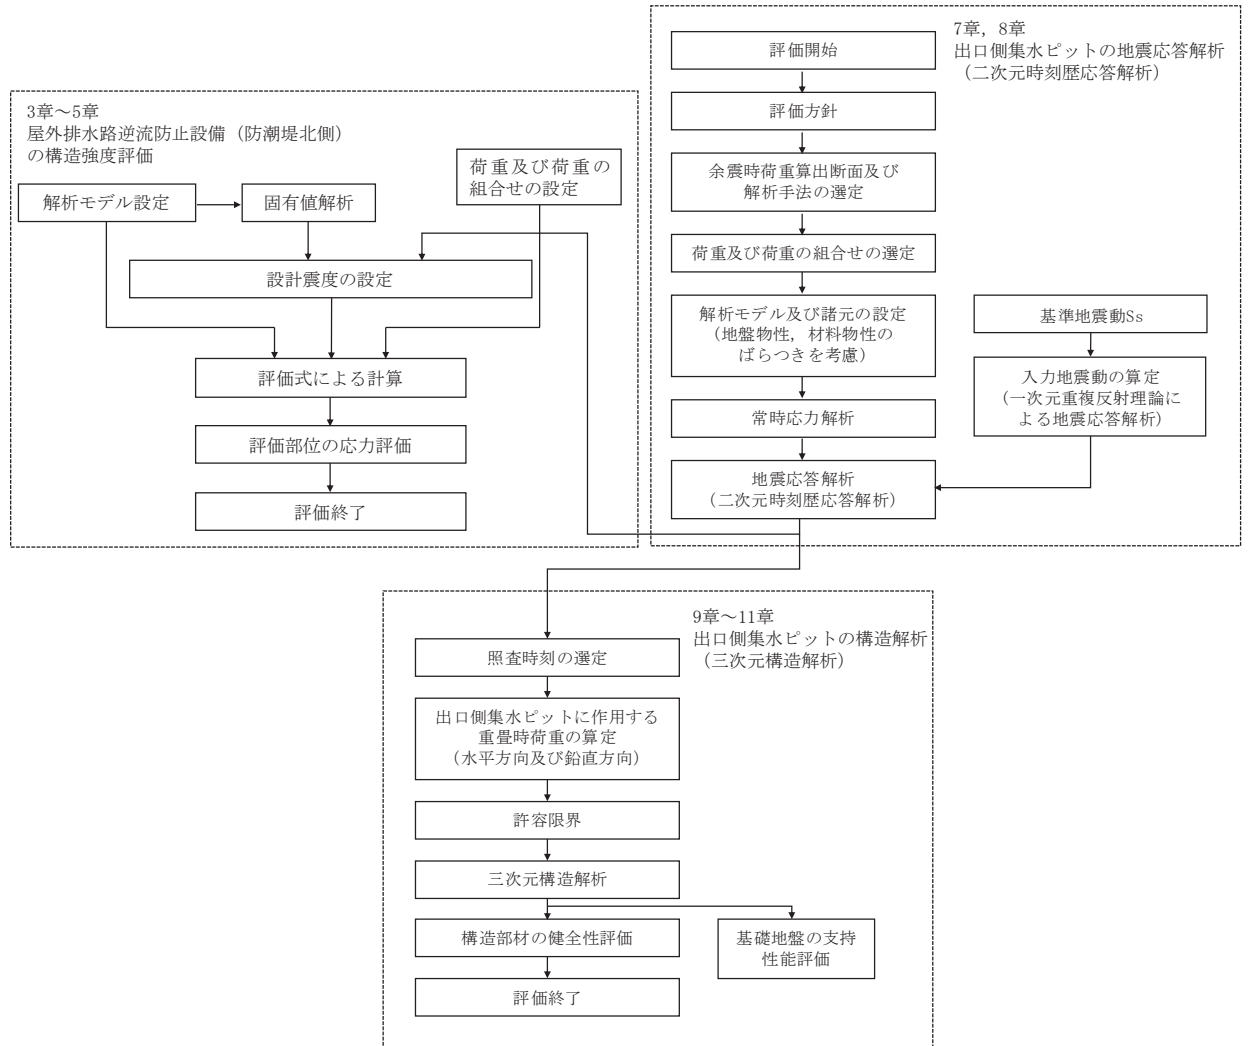 7章，8章
出口側集水ピットの地震応答解析
（二次元時刻歴応答解析）
評価開始
評価方針
余震時荷重算出断面及び
解析手法の選定
荷重及び荷重の組合せの選定
解析モデル及び諸元の設定
（地盤物性，材料物性の
ばらつきを考慮）
常時応力解析
地震応答解析
（二次元時刻歴応答解析）
基準地震動Ss
入力地震動の算定
（一次元重複反射理論に
よる地震応答解析）
3章～5章
屋外排水路逆流防止設備（防潮堤北側）
の構造強度評価
荷重及び荷重の
組合せの設定
解析モデル設定
固有値解析
設計震度の設定
評価式による計算
評価部位の応力評価
評価終了
9章～11章
出口側集水ピットの構造解析
（三次元構造解析）
照査時刻の選定
出口側集水ピットに作用する
重畳時荷重の算定
（水平方向及び鉛直方向）
許容限界
三次元構造解析
構造部材の健全性評価
基礎地盤の支持
性能評価
評価終了